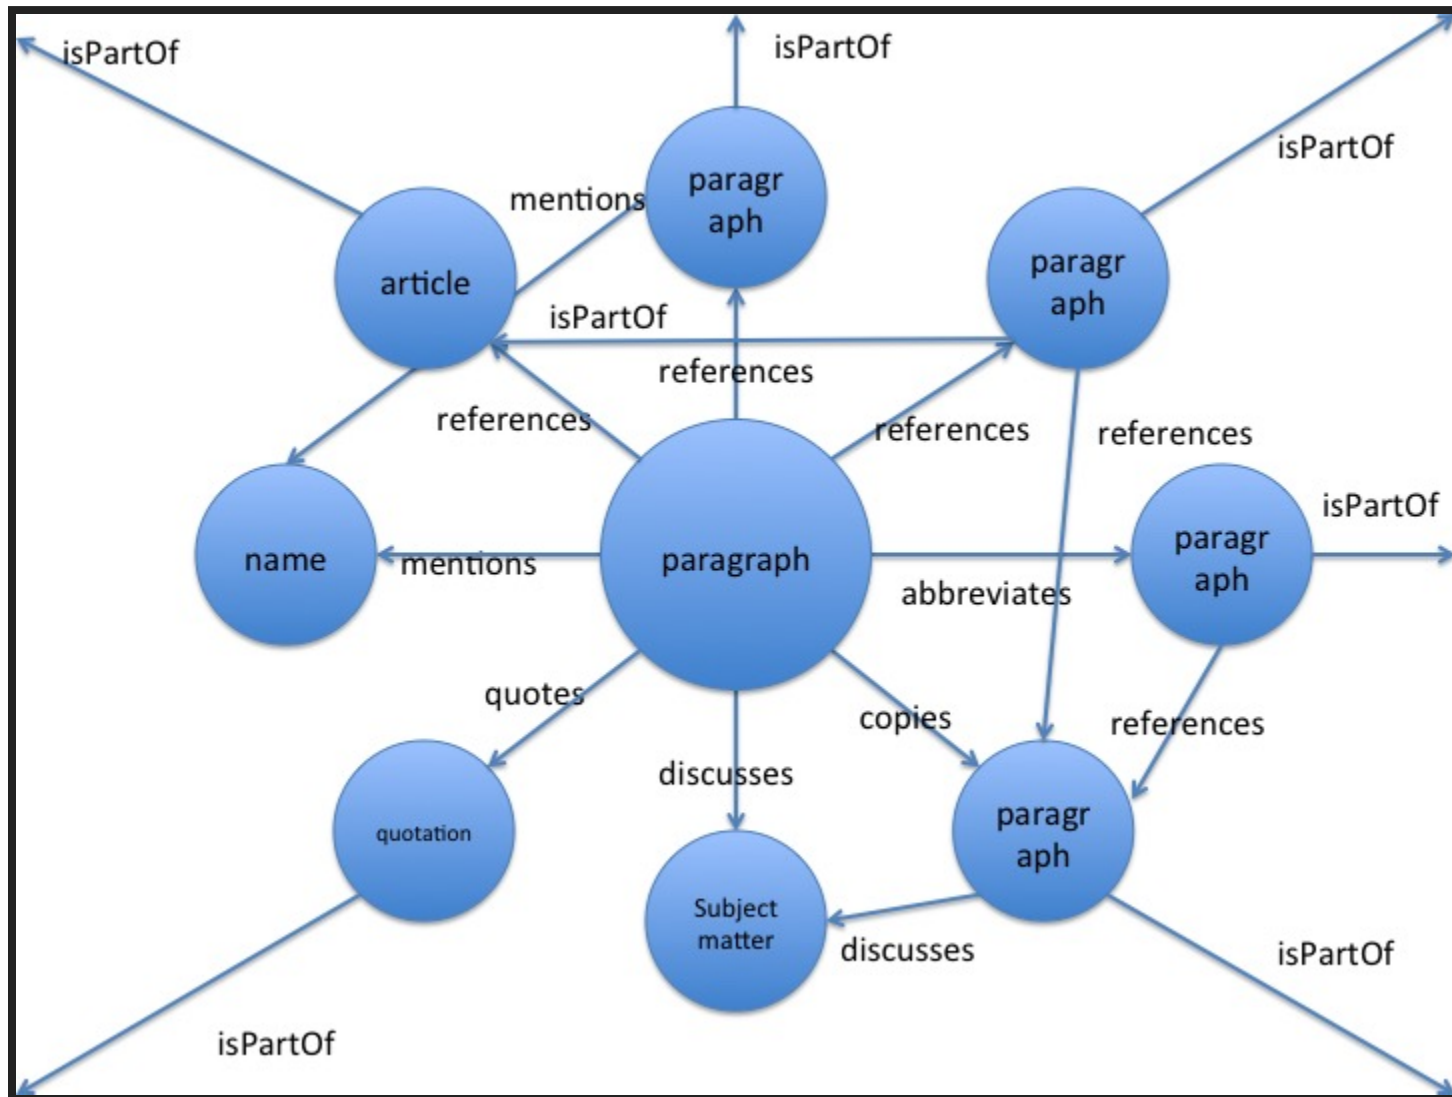 isPartOf
isPartOf
isPartOf
paragr
aph
mentions
article
paragr
aph
isPartOf
references
references
references
references
isPartOf
name
mentions
paragraph
paragr
aph
abbreviates
quotes
copies
references
discusses
quotation
paragr
aph
Subject
matter
discusses
isPartOf
isPartOf